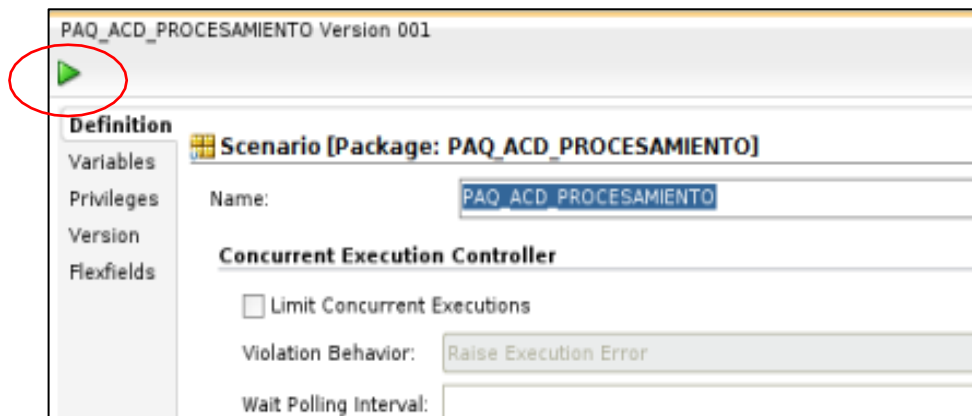 PAQ_ACD_PROCESAMIENTO Version 001
Definition
Variables
Privileges
Version
Flexfields
Scenario [Package: PAQ_ACD_PROCESAMIENTO]
Name: PAQ_ACD_PROCESAMIENTO
Concurrent Execution Controller
Limit Concurrent Executions
Violation Behavior: Raise Execution Error
Wait Polling Interval: